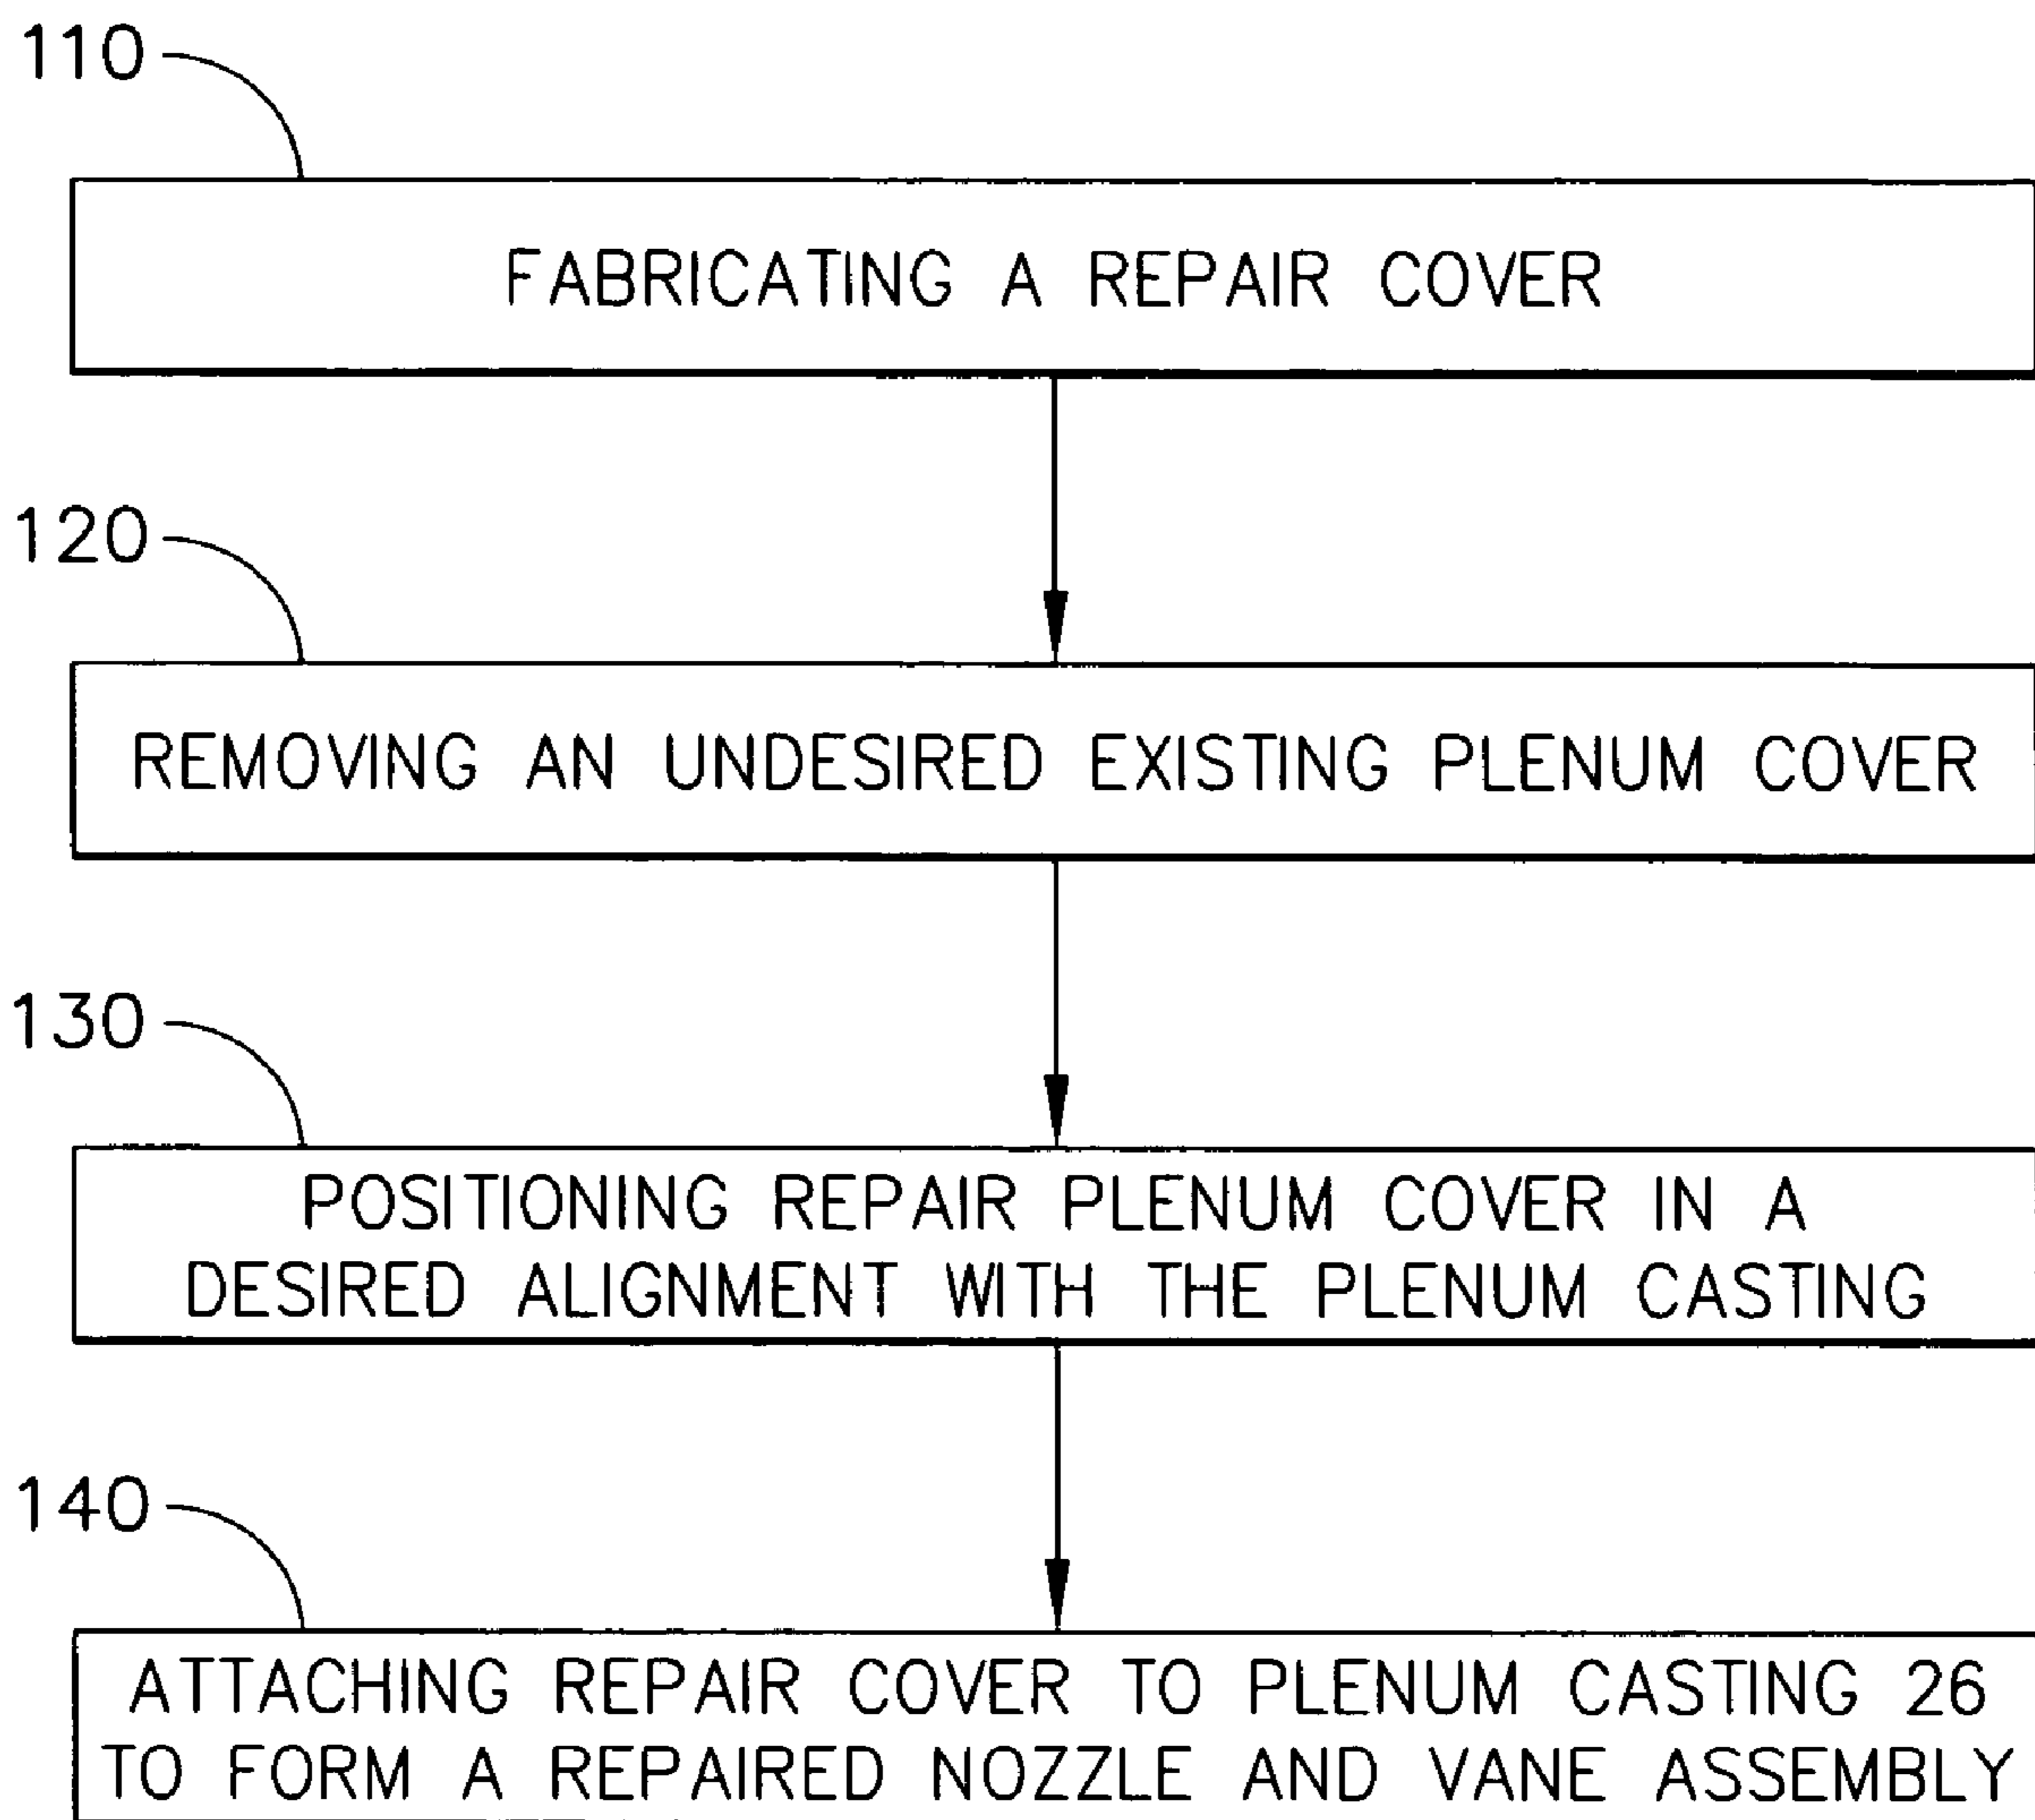 110
FABRICATING A REPAIR COVER
120
REMOVING AN UNDESIRED EXISTING PLENUM COVER
130
POSITIONING REPAIR PLENUM COVER IN A
DESIRED ALIGNMENT WITH THE PLENUM CASTING
140
ATTACHING REPAIR COVER TO PLENUM CASTING 26
TO FORM A REPAIRED NOZZLE AND VANE ASSEMBLY